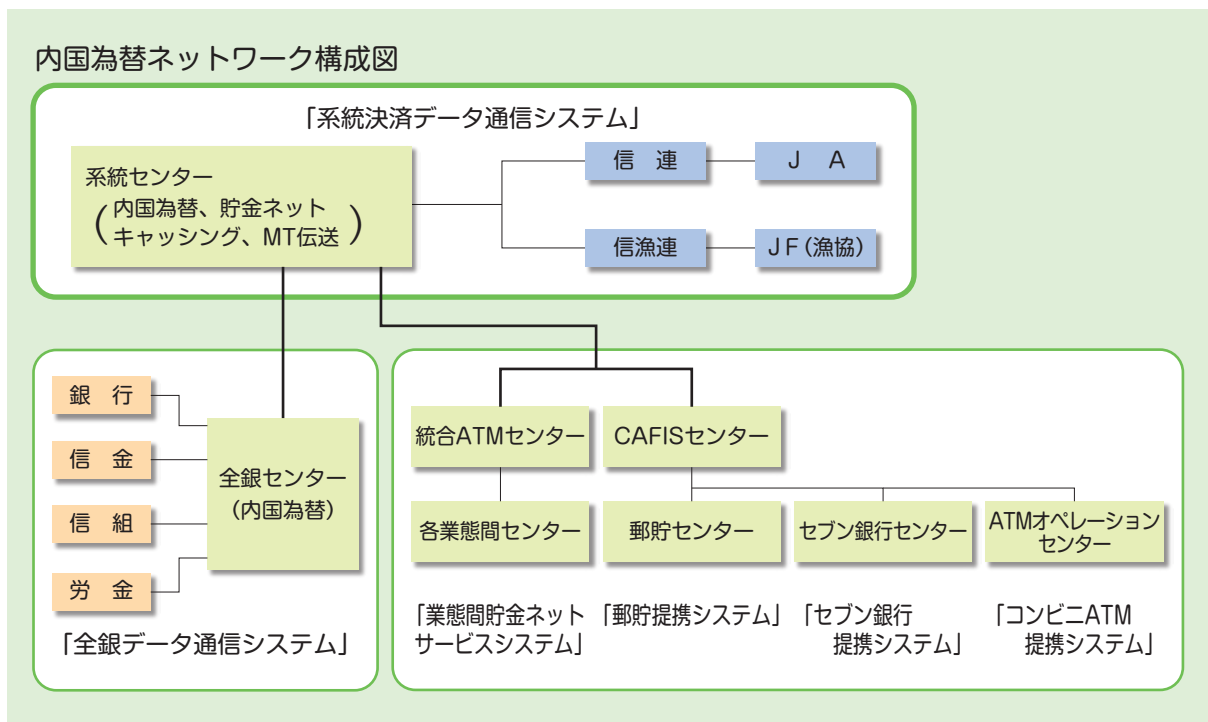 内国為替ネットワーク構成図
「系統決済データ通信システム」
系統センター
(内国為替、貯金ネット
キャッシング、MT伝送)
信 連
J A
信漁連
JF(漁協)
銀 行
信 金
信 組
労 金
全銀センター
(内国為替)
「全銀データ通信システム」
統合ATMセンター
CAFISセンター
各業態間センター
郵貯センター
セブン銀行センター
ATMオペレーション
センター
「業態間貯金ネット
サービスシステム」
「郵貯提携システム」
「セブン銀行
提携システム」
「コンビニATM
提携システム」